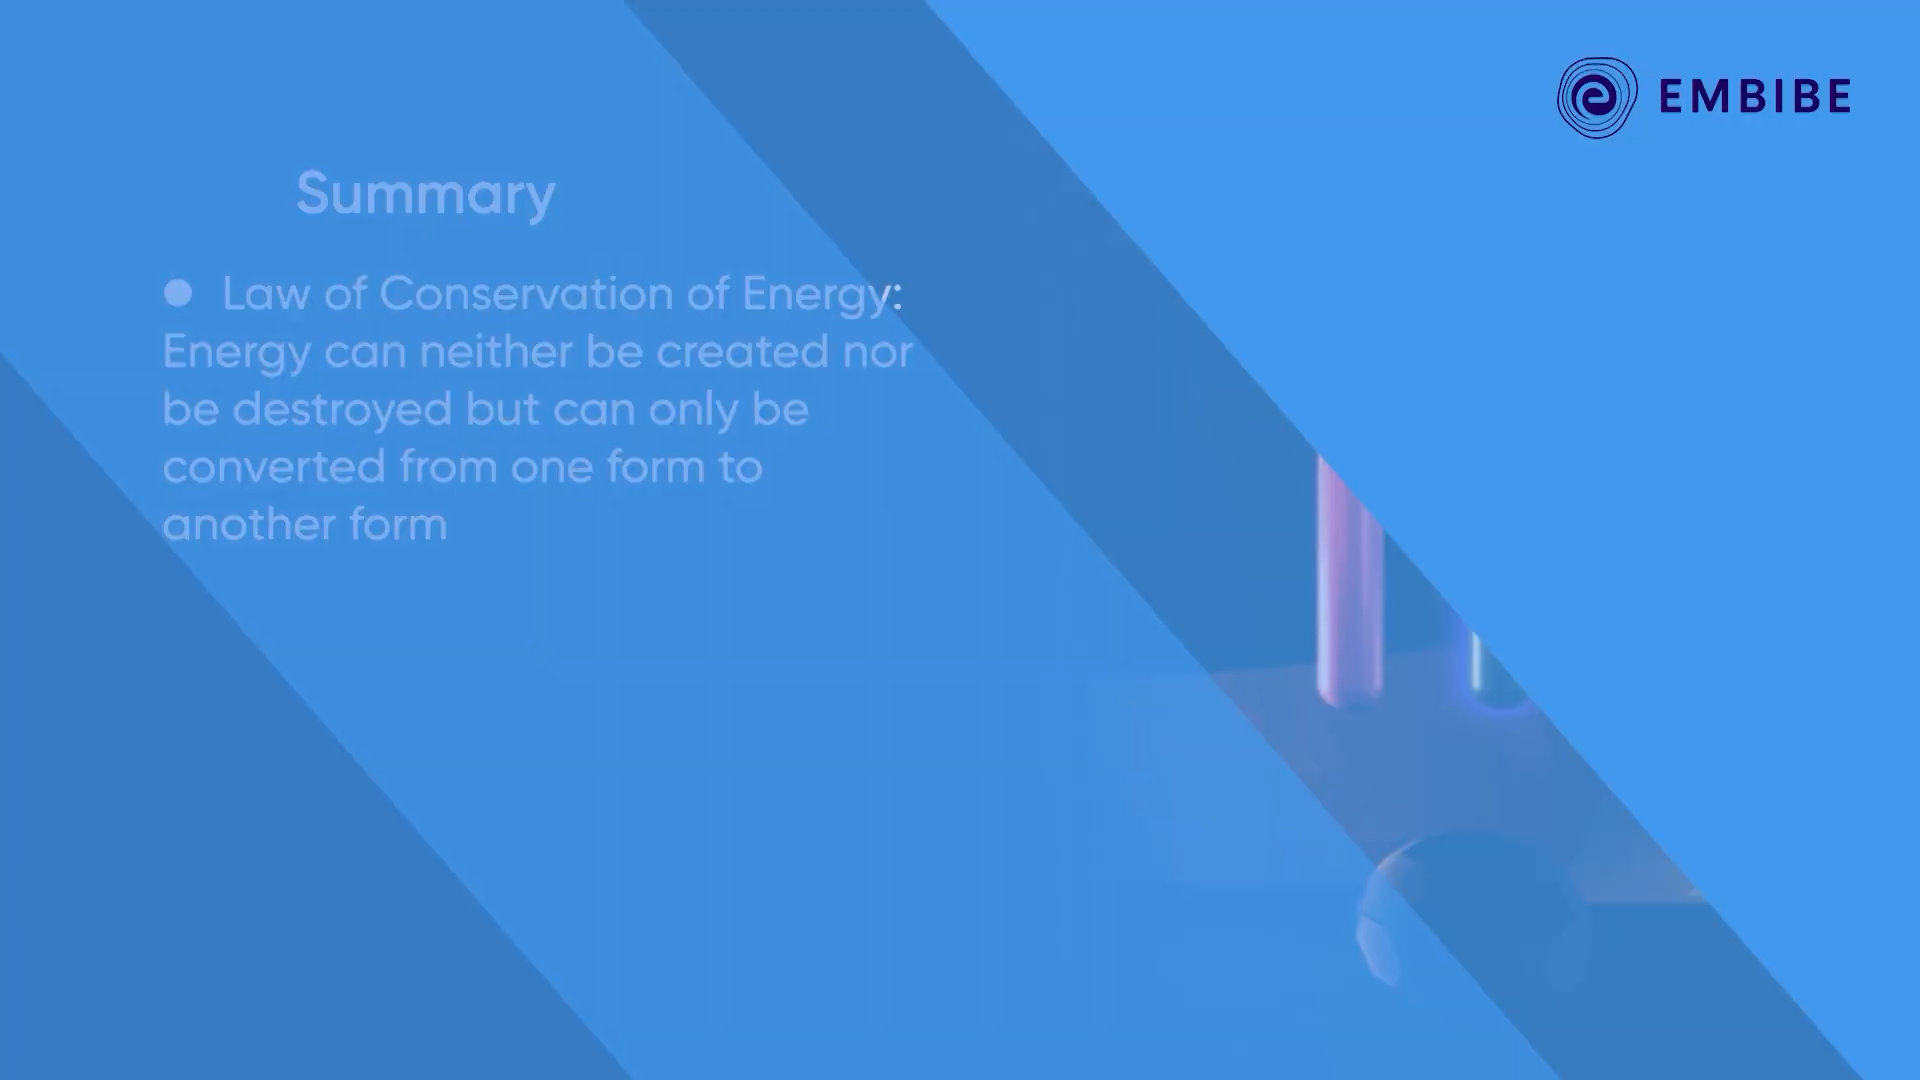 EMBIBE
Summary
● Law of Conservation of Energy:
Energy can neither be created nor
be destroyed but can only be
converted from one form to
another form